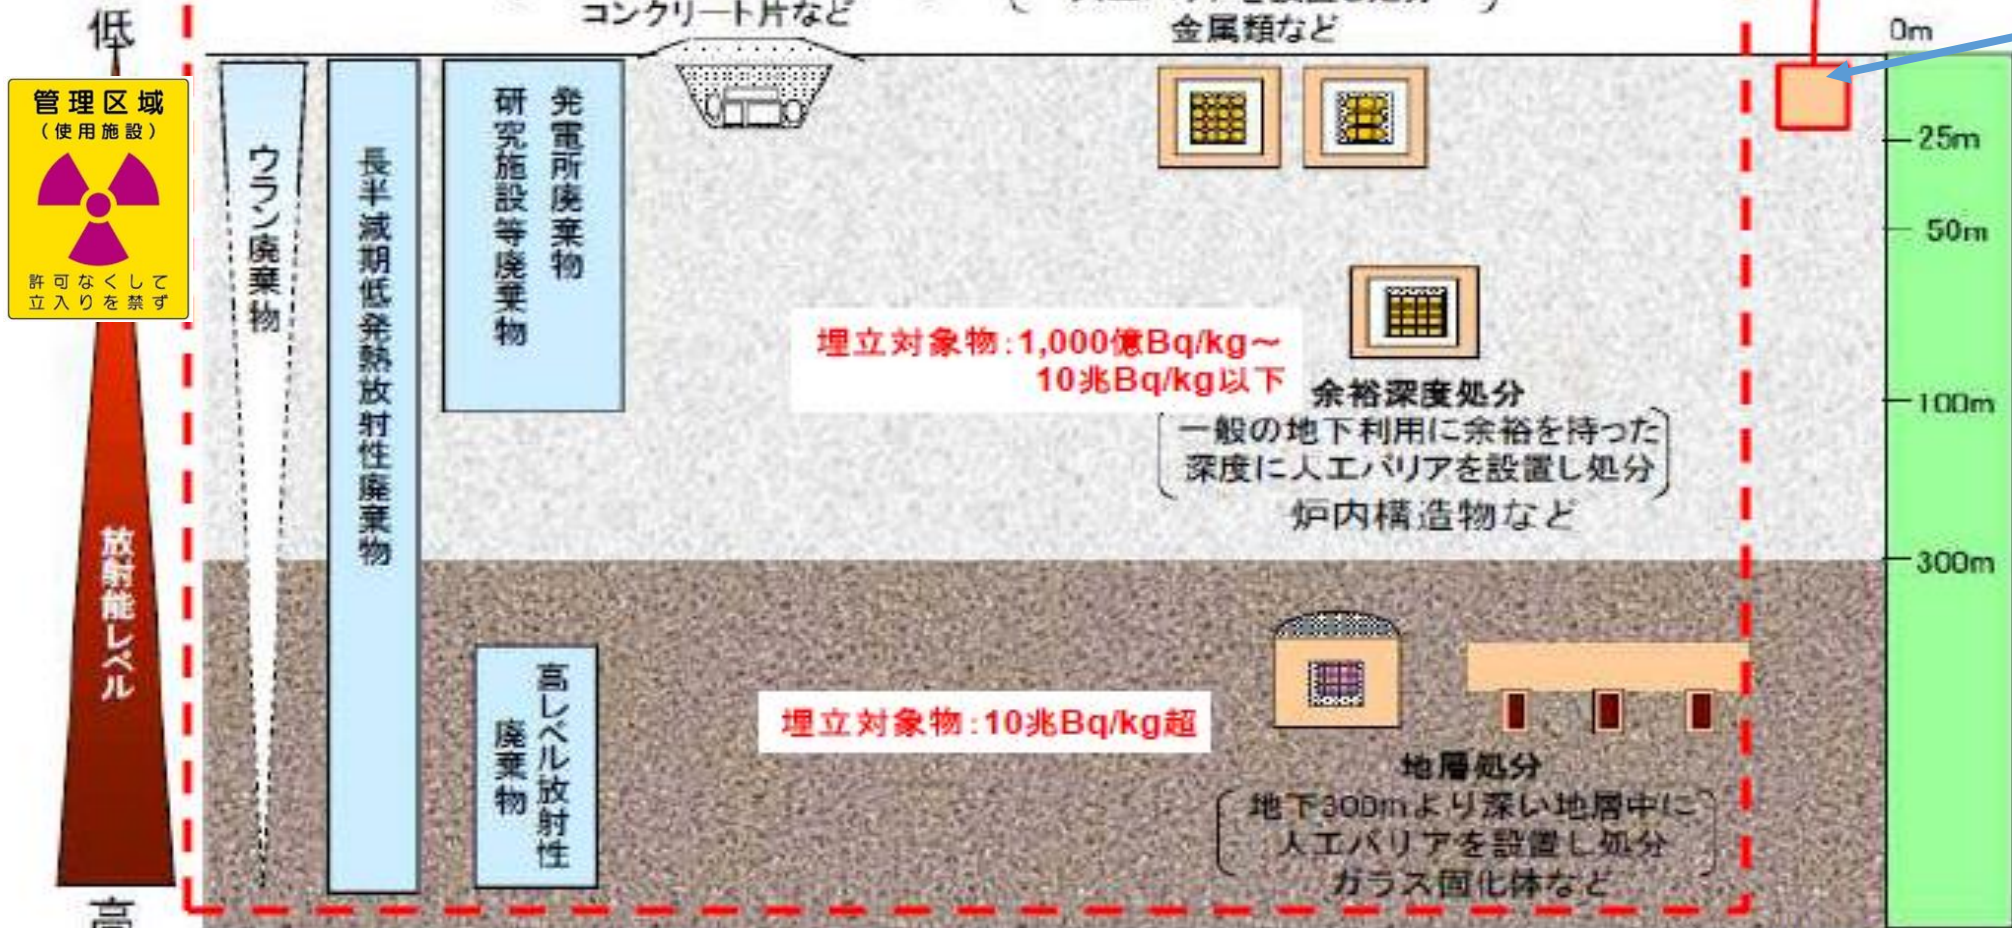 コンクリート片など
金属類など
低
0m
管理区域
(使用施設)
許可なくして
立入りを禁ず
放射能レベル
高
ウラン廃棄物
長半減期低発熱放射性廃棄物
発電所廃棄物
研究施設等廃棄物
25m
50m
埋立対象物:1,000億Bq/kg～
10兆Bq/kg以下
余裕深度処分
100m
一般の地下利用に余裕を持った
深度に人工バリアを設置し処分
炉内構造物など
300m
高レベル放射性
廃棄物
埋立対象物:10兆Bq/kg超
地層処分
地下300mより深い地層中に
人工バリアを設置し処分
ガラス固化体など